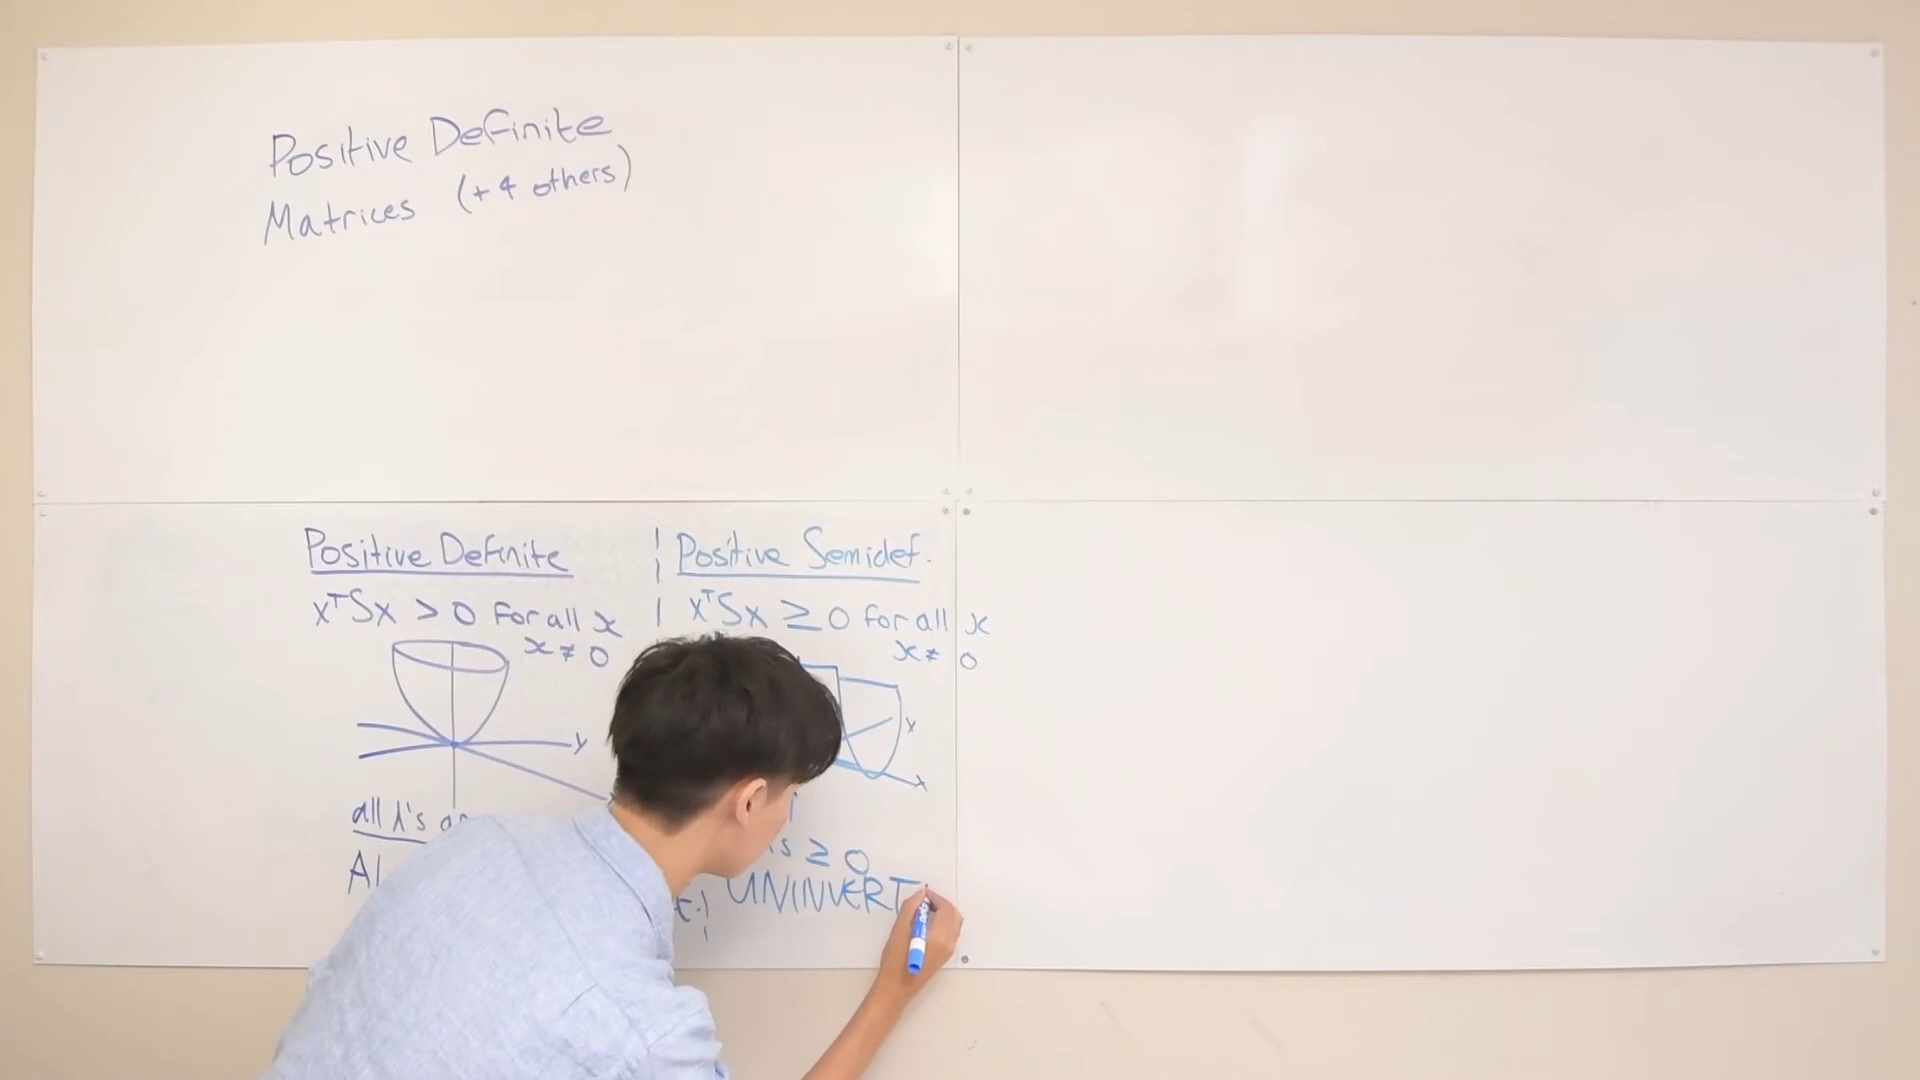 Positive Definite
Matrices (+ 4 others)
Positive Definite
xᵀSx > 0 for all x
x ≠ 0
y
all λ's
Positive Semidef.
xᵀSx ≥ 0 for all x
x ≠ 0
y
x
≥ 0
UNINVERT